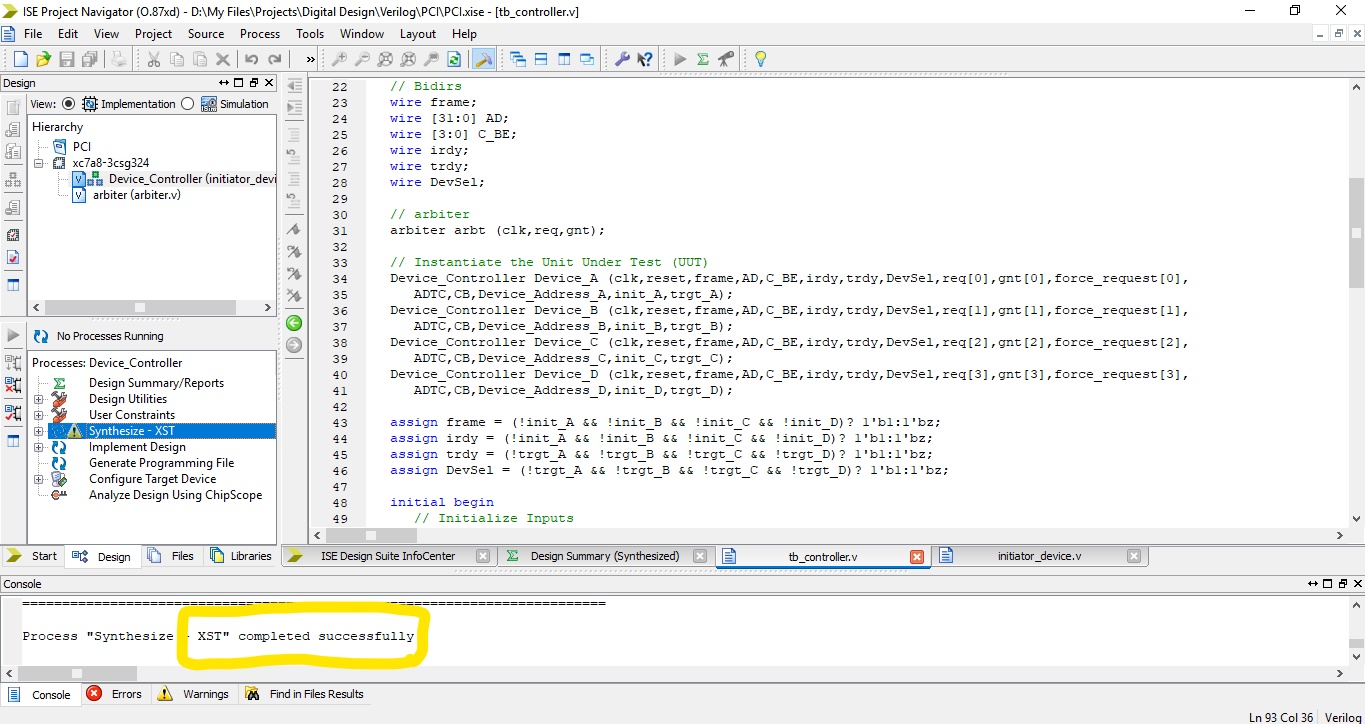 ISE Project Navigator (O.87xd) - D:\My Files\Projects\Digital Design\Verilog\PCI\PCI.xise - [tb_controller.v]
File Edit View Project Source Process Tools Window Layout Help
»
Design
View: Implementation Simulation
Hierarchy
PCI
xc7a8-3csg324
Device_Controller (initiator_devi
arbiter (arbiter.v)
No Processes Running
Processes: Device_Controller
Design Summary/Reports
Design Utilities
User Constraints
Synthesize - XST
Implement Design
Generate Programming File
Configure Target Device
Analyze Design Using ChipScope
Start Design Files Libraries
22 // Bidirs
23 wire frame;
24 wire [31:0] AD;
25 wire [3:0] C_BE;
26 wire irdy;
27 wire trdy;
28 wire DevSel;
29
30 // arbiter
31 arbiter arbt (clk,req,gnt);
32
33 // Instantiate the Unit Under Test (UUT)
34 Device_Controller Device_A (clk,reset,frame,AD,C_BE,irdy,trdy,DevSel,req[0],gnt[0],force_request[0],
35 ADTC,CB,Device_Address_A,init_A,trgt_A);
36 Device_Controller Device_B (clk,reset,frame,AD,C_BE,irdy,trdy,DevSel,req[1],gnt[1],force_request[1],
37 ADTC,CB,Device_Address_B,init_B,trgt_B);
38 Device_Controller Device_C (clk,reset,frame,AD,C_BE,irdy,trdy,DevSel,req[2],gnt[2],force_request[2],
39 ADTC,CB,Device_Address_C,init_C,trgt_C);
40 Device_Controller Device_D (clk,reset,frame,AD,C_BE,irdy,trdy,DevSel,req[3],gnt[3],force_request[3],
41 ADTC,CB,Device_Address_D,init_D,trgt_D);
42
43 assign frame = (!init_A && !init_B && !init_C && !init_D)? 1'b1:1'bz;
44 assign irdy = (!init_A && !init_B && !init_C && !init_D)? 1'b1:1'bz;
45 assign trdy = (!trgt_A && !trgt_B && !trgt_C && !trgt_D)? 1'b1:1'bz;
46 assign DevSel = (!trgt_A && !trgt_B && !trgt_C && !trgt_D)? 1'b1:1'bz;
47
48 initial begin
49 // Initialize Inputs
ISE Design Suite InfoCenter Design Summary (Synthesized) tb_controller.v initiator_device.v
Console
=========================================================================
Process "Synthesize - XST" completed successfully
Console Errors Warnings Find in Files Results
Ln 93 Col 36 Verilog